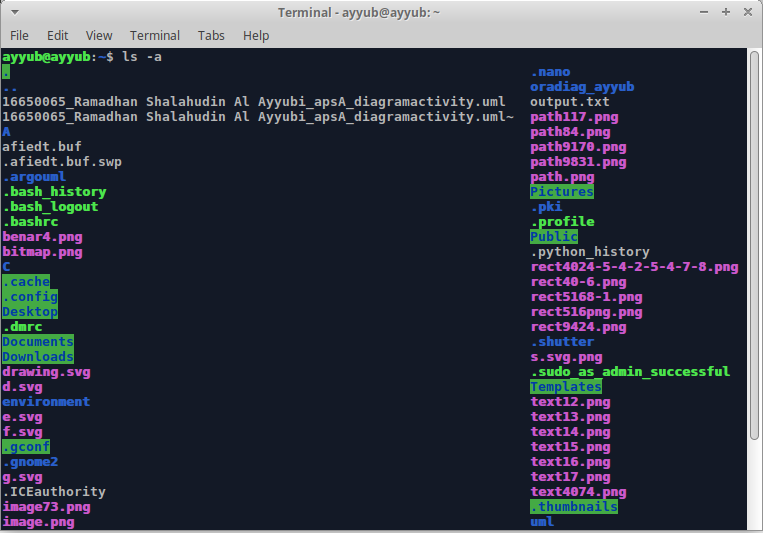 Terminal - ayyub@ayyub: ~
File Edit View Terminal Tabs Help
ayyub@ayyub:~$ ls -a
.
..
16650065_Ramadhan Shalahudin Al Ayyubi_apsA_diagramactivity.uml
16650065_Ramadhan Shalahudin Al Ayyubi_apsA_diagramactivity.uml~
A
afiedt.buf
.afiedt.buf.swp
.argouml
.bash_history
.bash_logout
.bashrc
benar4.png
bitmap.png
C
.cache
.config
Desktop
.dmrc
Documents
Downloads
drawing.svg
d.svg
environment
e.svg
f.svg
.gconf
.gnome2
g.svg
.ICEauthority
image73.png
image.png
.nano
oradiag_ayyub
output.txt
path117.png
path84.png
path9170.png
path9831.png
path.png
Pictures
.pki
.profile
Public
.python_history
rect4024-5-4-2-5-4-7-8.png
rect40-6.png
rect5168-1.png
rect516png.png
rect9424.png
.shutter
s.svg.png
.sudo_as_admin_successful
Templates
text12.png
text13.png
text14.png
text15.png
text16.png
text17.png
text4074.png
.thumbnails
uml